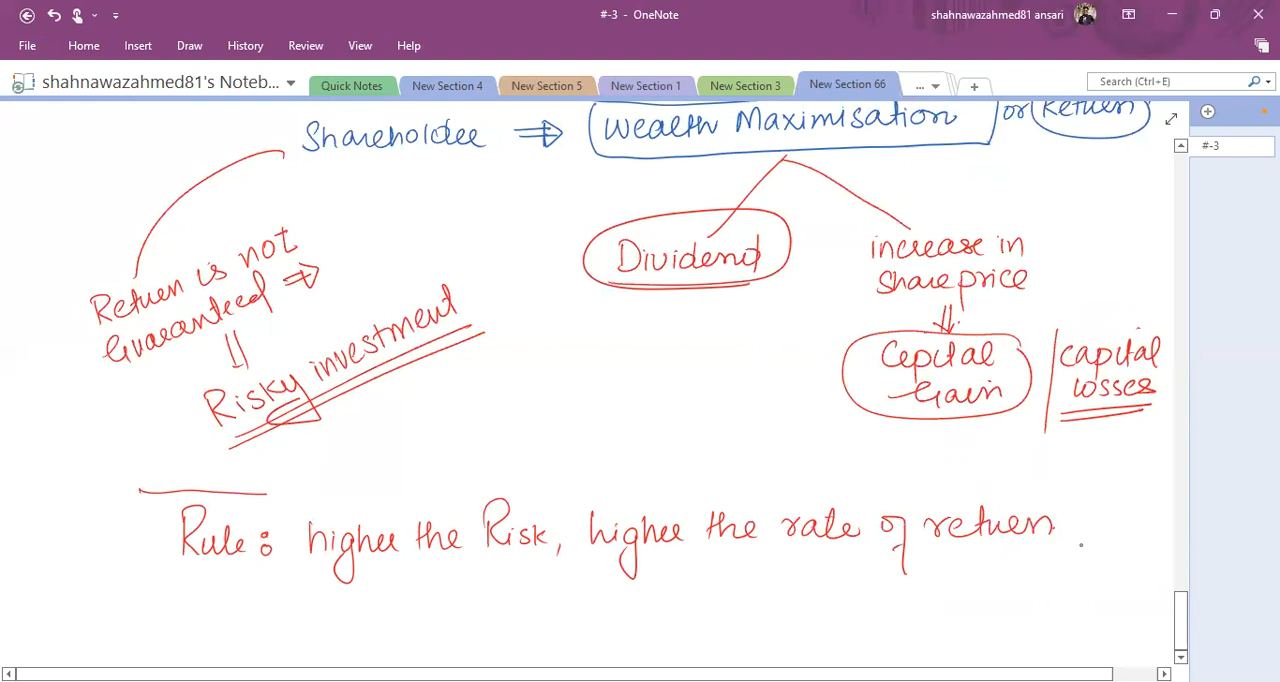 #-3 - OneNote
shahnawazahmed81 ansari
File Home Insert Draw History Review View Help
shahnawazahmed81's Noteb...
Quick Notes New Section 4 New Section 5 New Section 1 New Section 3 New Section 66 ...
Search (Ctrl+E)
#-3
Shareholder ⇒ Wealth Maximisation or Return
Return is not
Guaranteed ⇒
Risky investment
Dividend
increase in
share price
Cepital
Gain
capital
losses
Rule: higher the Risk, higher the rate of return.